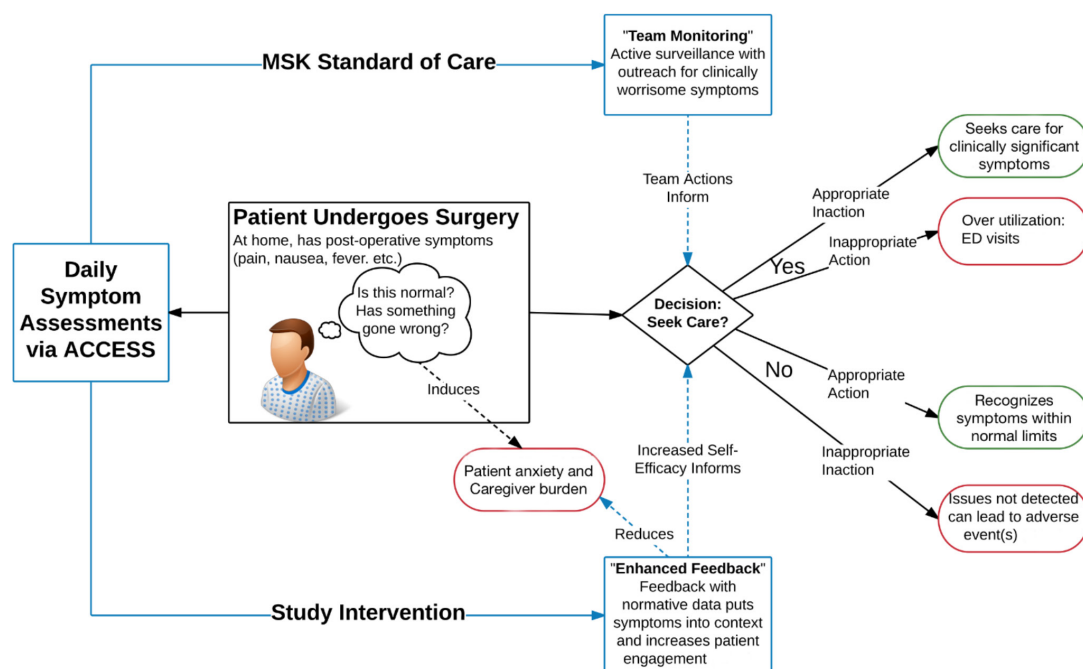 "Team Monitoring"
Active surveillance with
outreach for clinically
worrisome symptoms
MSK Standard of Care
Seeks care for
clinically significant
symptoms
Team Actions
Inform
Appropriate
Inaction
Patient Undergoes Surgery
At home, has post-operative symptoms
(pain, nausea, fever. etc.)
Over utilization:
ED visits
Inappropriate
Action
Yes
Daily
Symptom
Assessments
via ACCESS
Is this normal?
Has something
gone wrong?
Decision:
Seek Care?
No
Appropriate
Action
Induces
Recognizes
symptoms within
normal limits
Increased Self-
Efficacy Informs
Inappropriate
Inaction
Patient anxiety and
Caregiver burden
Issues not detected
can lead to adverse
event(s)
Reduces
"Enhanced Feedback"
Feedback with
normative data puts
symptoms into context
and increases patient
engagement
Study Intervention